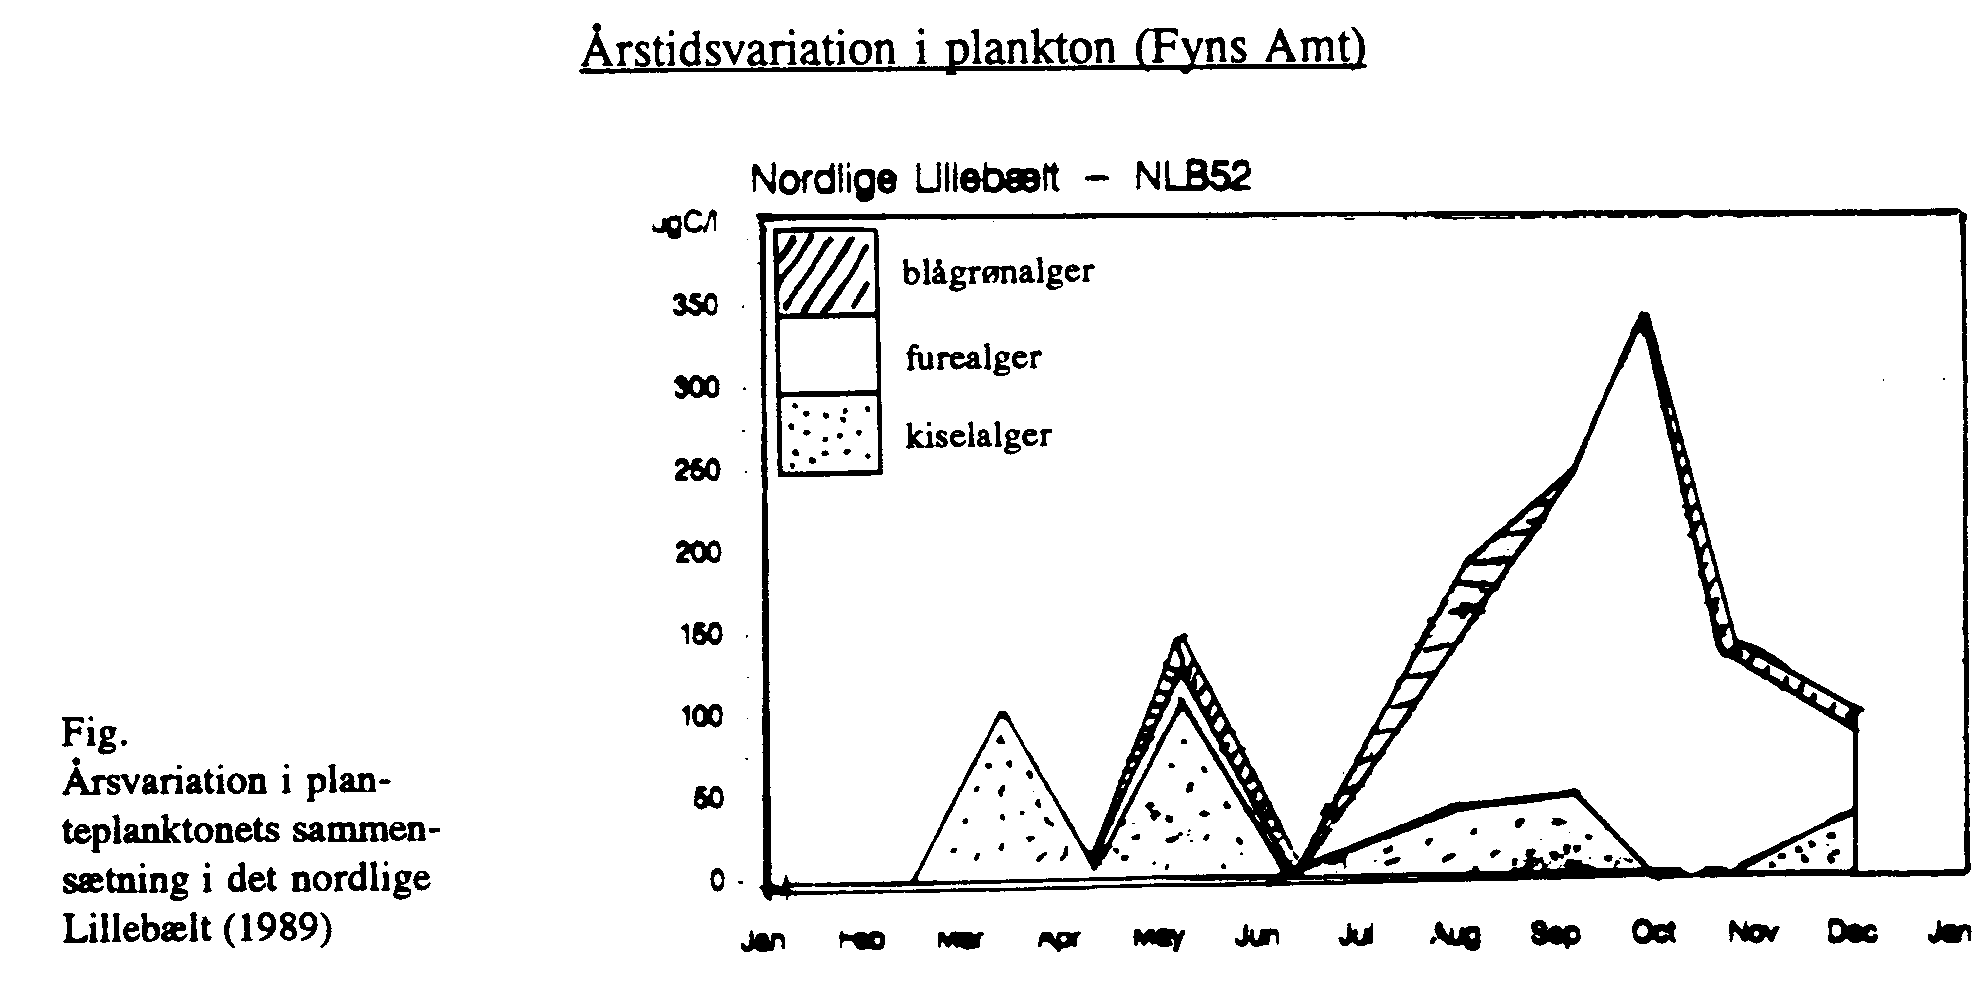 Årstidsvariation i plankton (Fyns Amt)
Nordlige Lillebælt – NLB52
µgC/l
blågrønalger
furealger
kiselalger
350
300
250
200
150
100
50
0
Jan Feb Mar Apr May Jun Jul Aug Sep Oct Nov Dec Jan
Fig.
Årsvariation i plan-
teplanktonets sammen-
sætning i det nordlige
Lillebælt (1989)